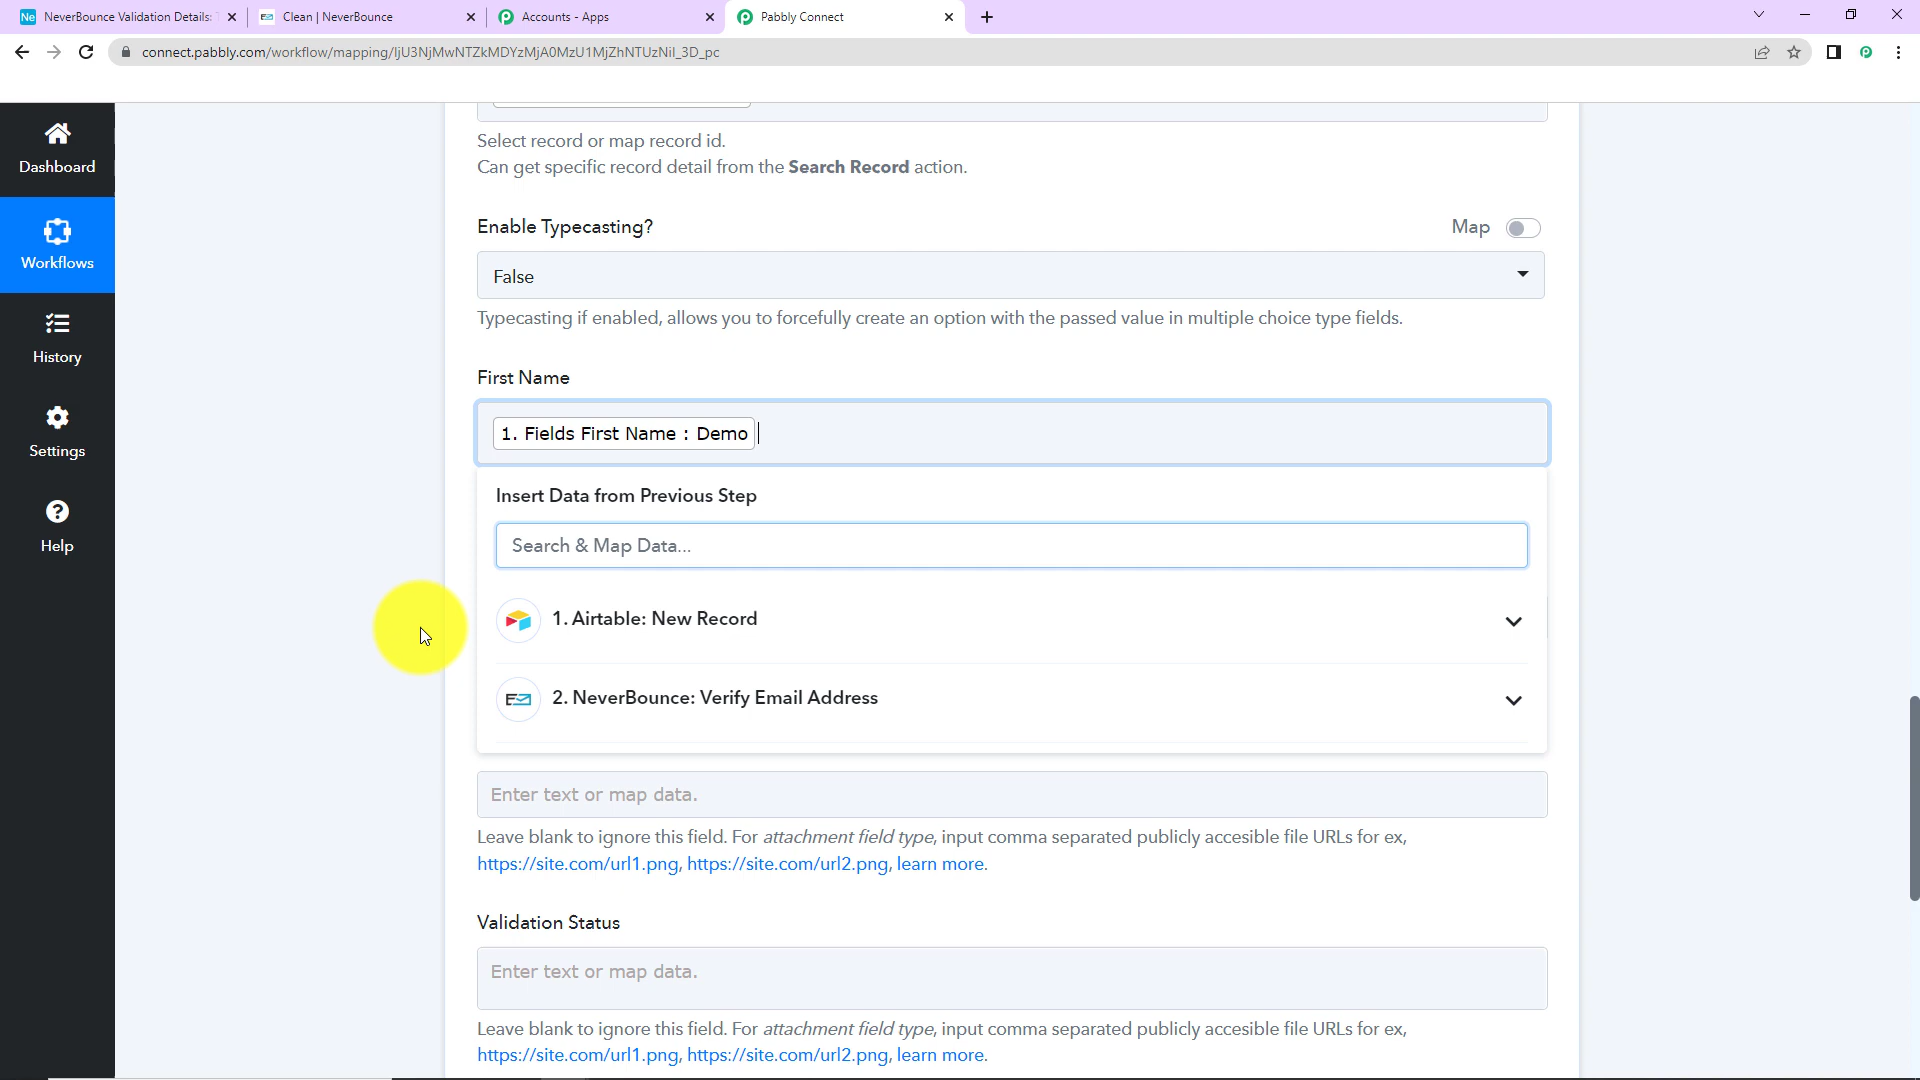 Ne NeverBounce Validation Details:
Clean | NeverBounce
Accounts - Apps
Pabbly Connect
connect.pabbly.com/workflow/mapping/IjU3NjMwNTZkMDYzMjA0MzU1MjZhNTUzNiI_3D_pc
Dashboard
Workflows
History
Settings
Help
Select record or map record id.
Can get specific record detail from the Search Record action.
Enable Typecasting?
Map
False
Typecasting if enabled, allows you to forcefully create an option with the passed value in multiple choice type fields.
First Name
1. Fields First Name : Demo
Insert Data from Previous Step
Search & Map Data...
1. Airtable: New Record
2. NeverBounce: Verify Email Address
Enter text or map data.
Leave blank to ignore this field. For attachment field type, input comma separated publicly accesible file URLs for ex,
https://site.com/url1.png, https://site.com/url2.png, learn more.
Validation Status
Enter text or map data.
Leave blank to ignore this field. For attachment field type, input comma separated publicly accesible file URLs for ex,
https://site.com/url1.png, https://site.com/url2.png, learn more.